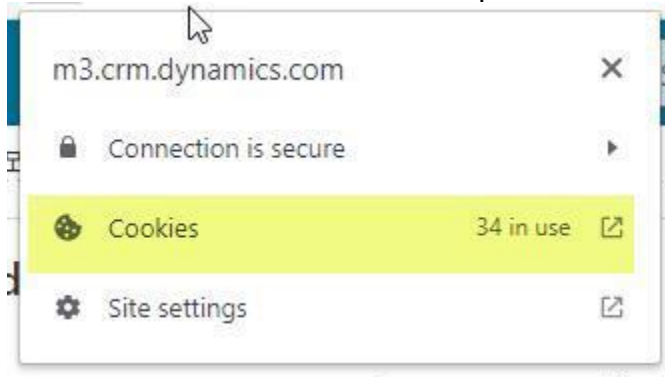 m3.crm.dynamics.com
Connection is secure
Cookies 34 in use
Site settings